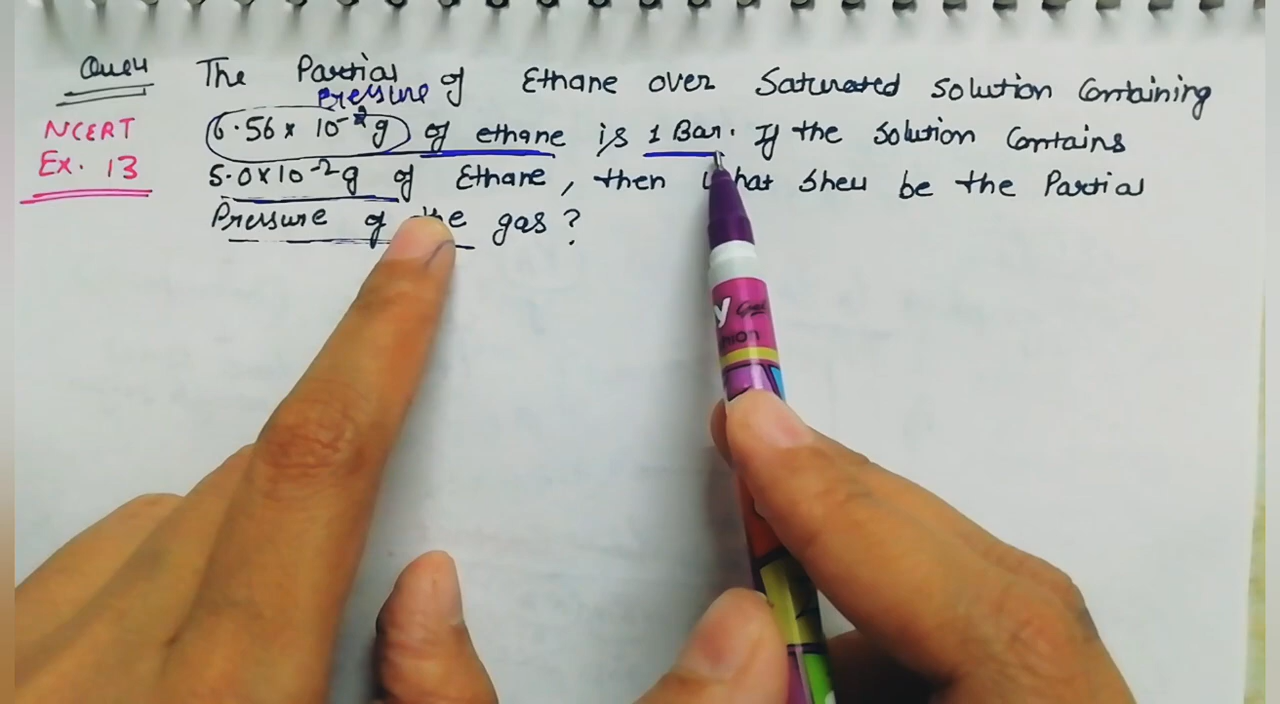 Ques The Partial of Ethane over Saturated Solution Containing
Pressure
NCERT 6.56 x 10-2g of ethane is 1 Bar. If the Solution Contains
Ex. 13 5.0x10-2g of Ethane, then what shell be the Partial
Pressure of the gas?